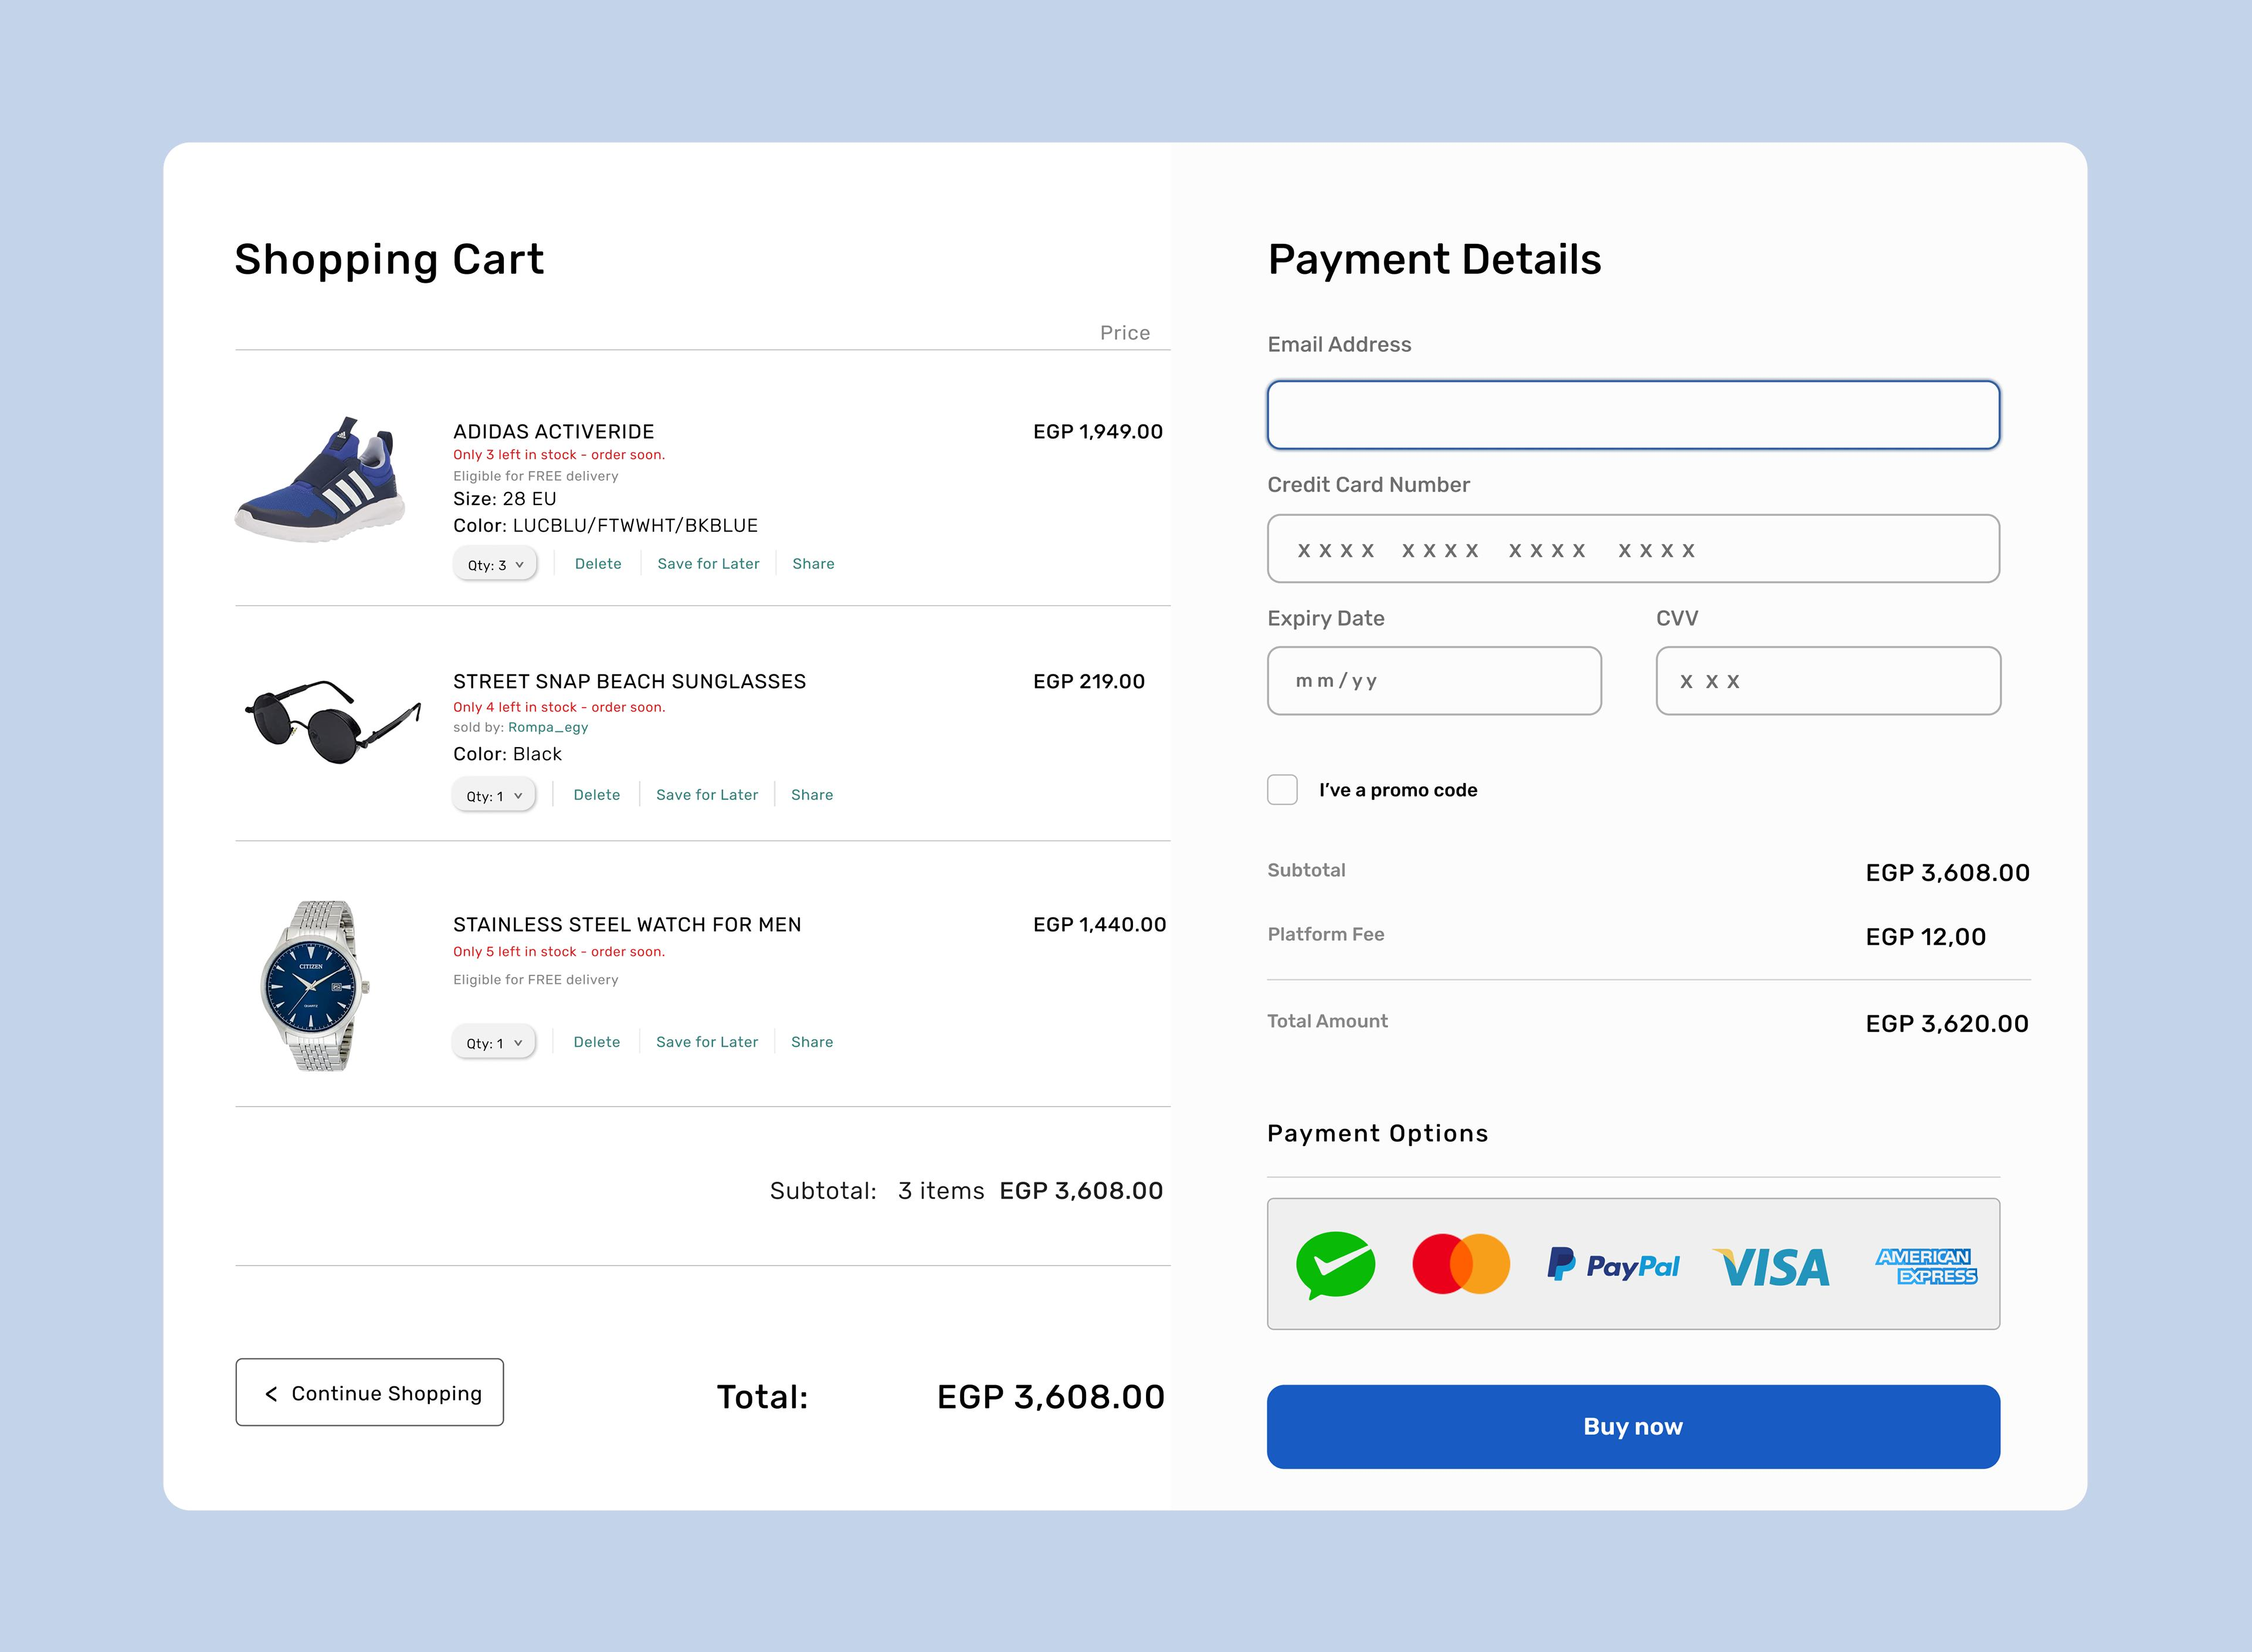 Shopping Cart
Price
ADIDAS ACTIVERIDE
EGP 1,949.00
Only 3 left in stock - order soon.
Eligible for FREE delivery
Size: 28 EU
Color: LUCBLU/FTWWHT/BKBLUE
Qty: 3
Delete
Save for Later
Share
STREET SNAP BEACH SUNGLASSES
EGP 219.00
Only 4 left in stock - order soon.
sold by: Rompa_egy
Color: Black
Qty: 1
Delete
Save for Later
Share
CITIZEN
STAINLESS STEEL WATCH FOR MEN
EGP 1,440.00
Only 5 left in stock - order soon.
Eligible for FREE delivery
Qty: 1
Delete
Save for Later
Share
Subtotal: 3 items EGP 3,608.00
< Continue Shopping
Total: EGP 3,608.00
Payment Details
Email Address
Credit Card Number
X X X X X X X X X X X X X X X X
Expiry Date
CVV
mm/yy
X X X
I've a promo code
Subtotal
EGP 3,608.00
Platform Fee
EGP 12,00
Total Amount
EGP 3,620.00
Payment Options
PayPal
VISA
AMERICAN
EXPRESS
Buy now